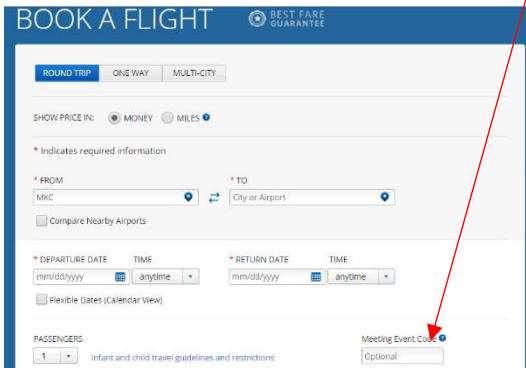 BOOK A FLIGHT
BEST FARE
GUARANTEE
ROUND TRIP ONE WAY MULTI-CITY
SHOW PRICE IN: MONEY MILES ?
* Indicates required information
* FROM * TO
MKC City or Airport
Compare Nearby Airports
* DEPARTURE DATE TIME * RETURN DATE TIME
mm/dd/yyyy anytime mm/dd/yyyy anytime
Flexible Dates (Calendar View)
PASSENGERS Meeting Event Code ?
1 Infant and child travel guidelines and restrictions Optional